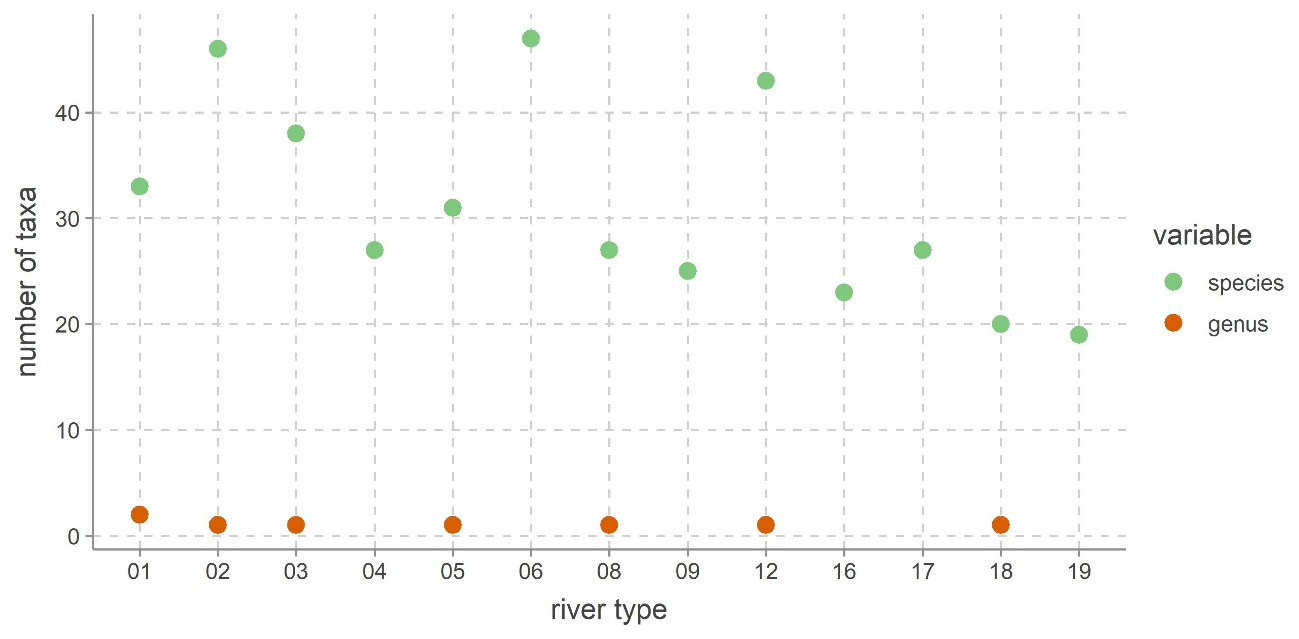 number of taxa
40
30
20
10
0
01 02 03 04 05 06 08 09 12 16 17 18 19
river type
variable
species
genus